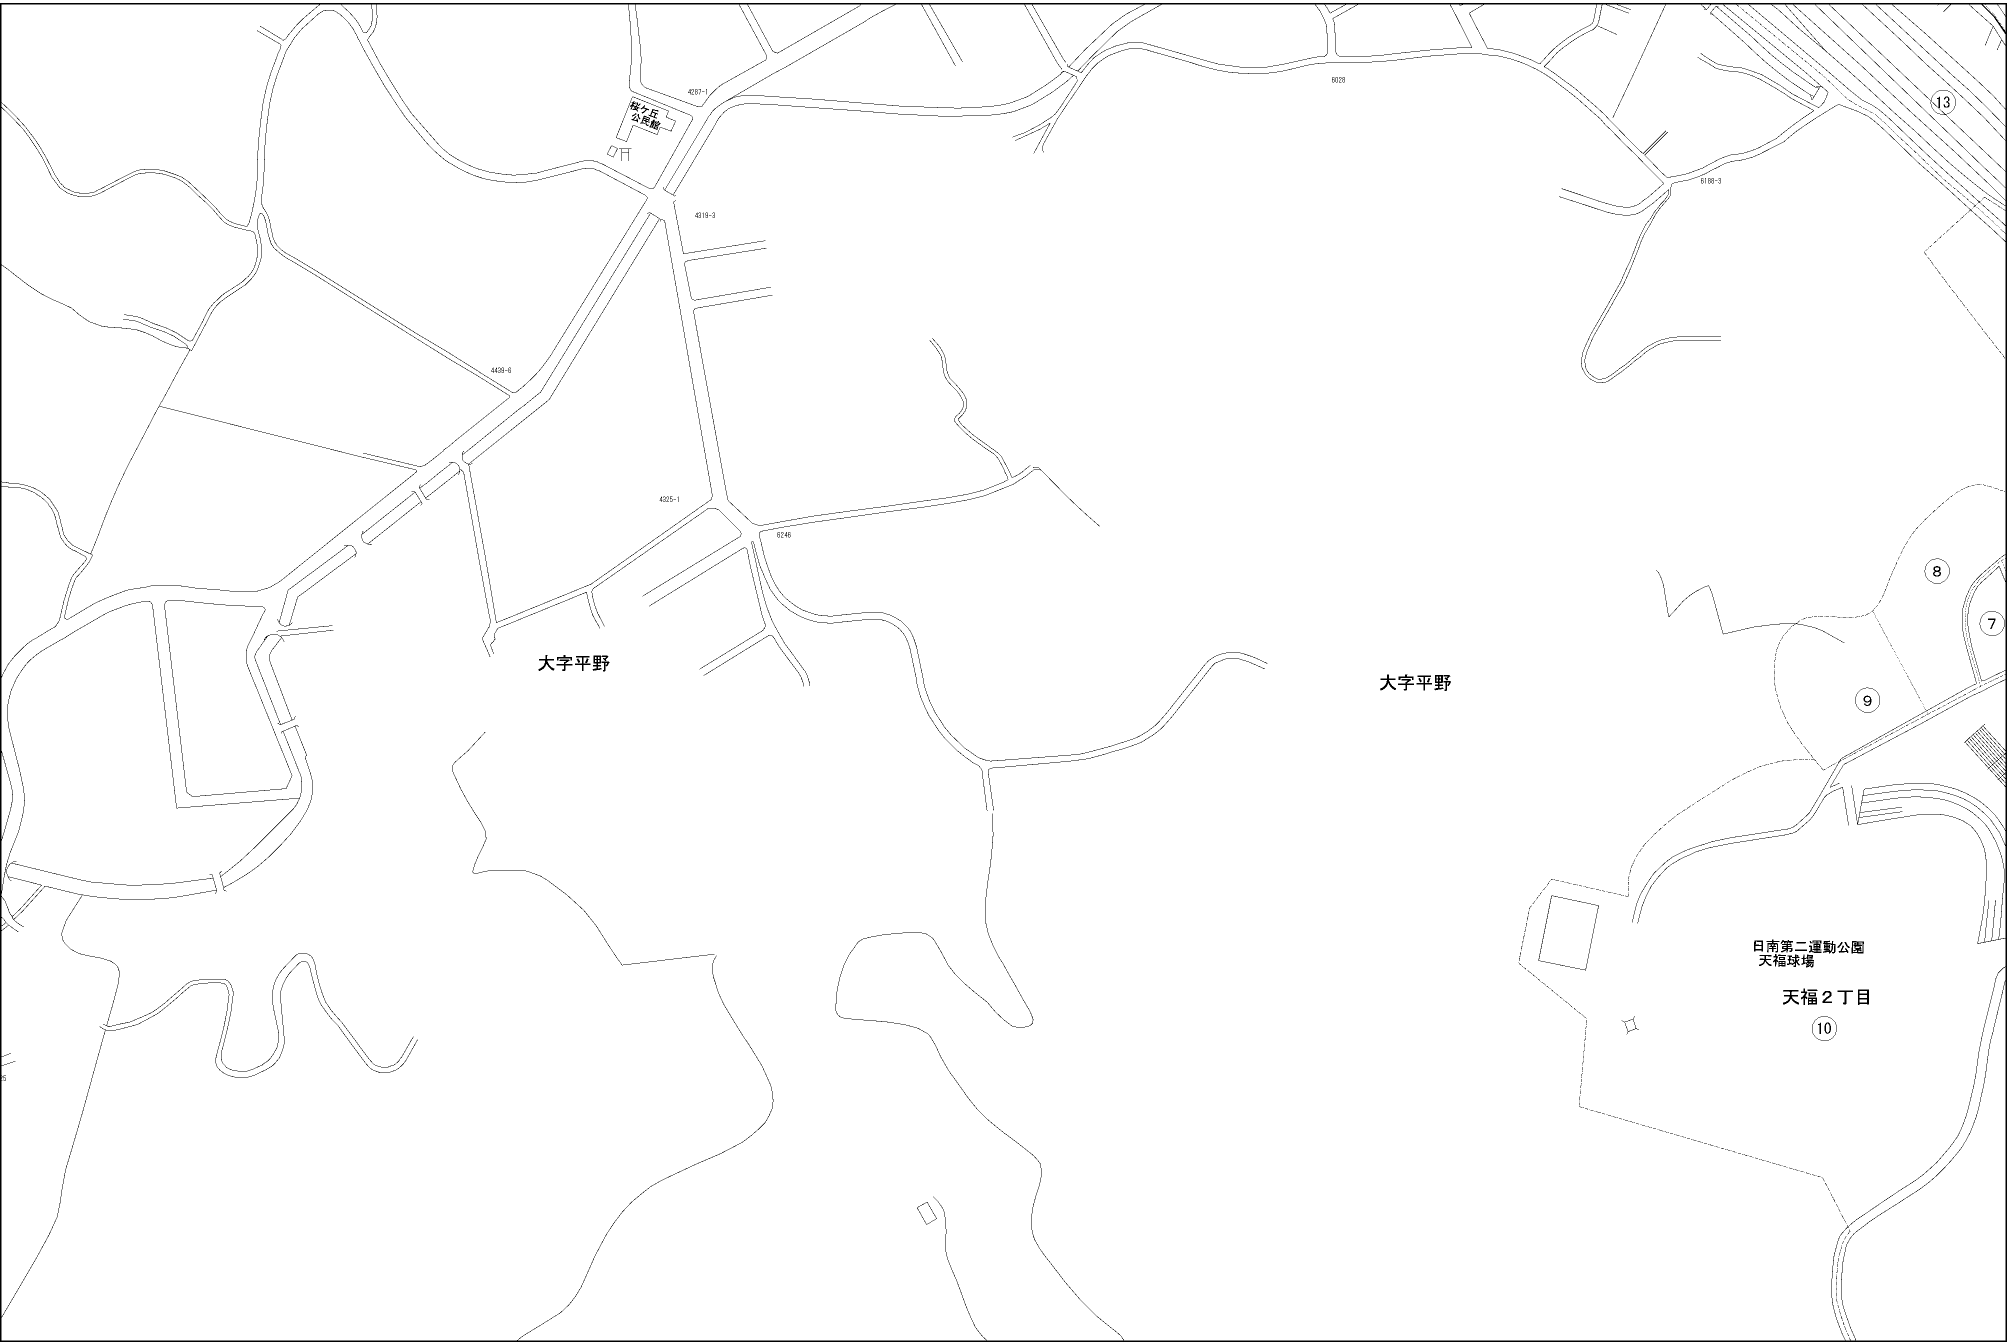 6028
4287-1
桜ケ丘
公民館
13
6188-3
4319-3
4439-6
4325-1
6246
8
7
大字平野
大字平野
9
日南第二運動公園
天福球場
天福２丁目
10
25